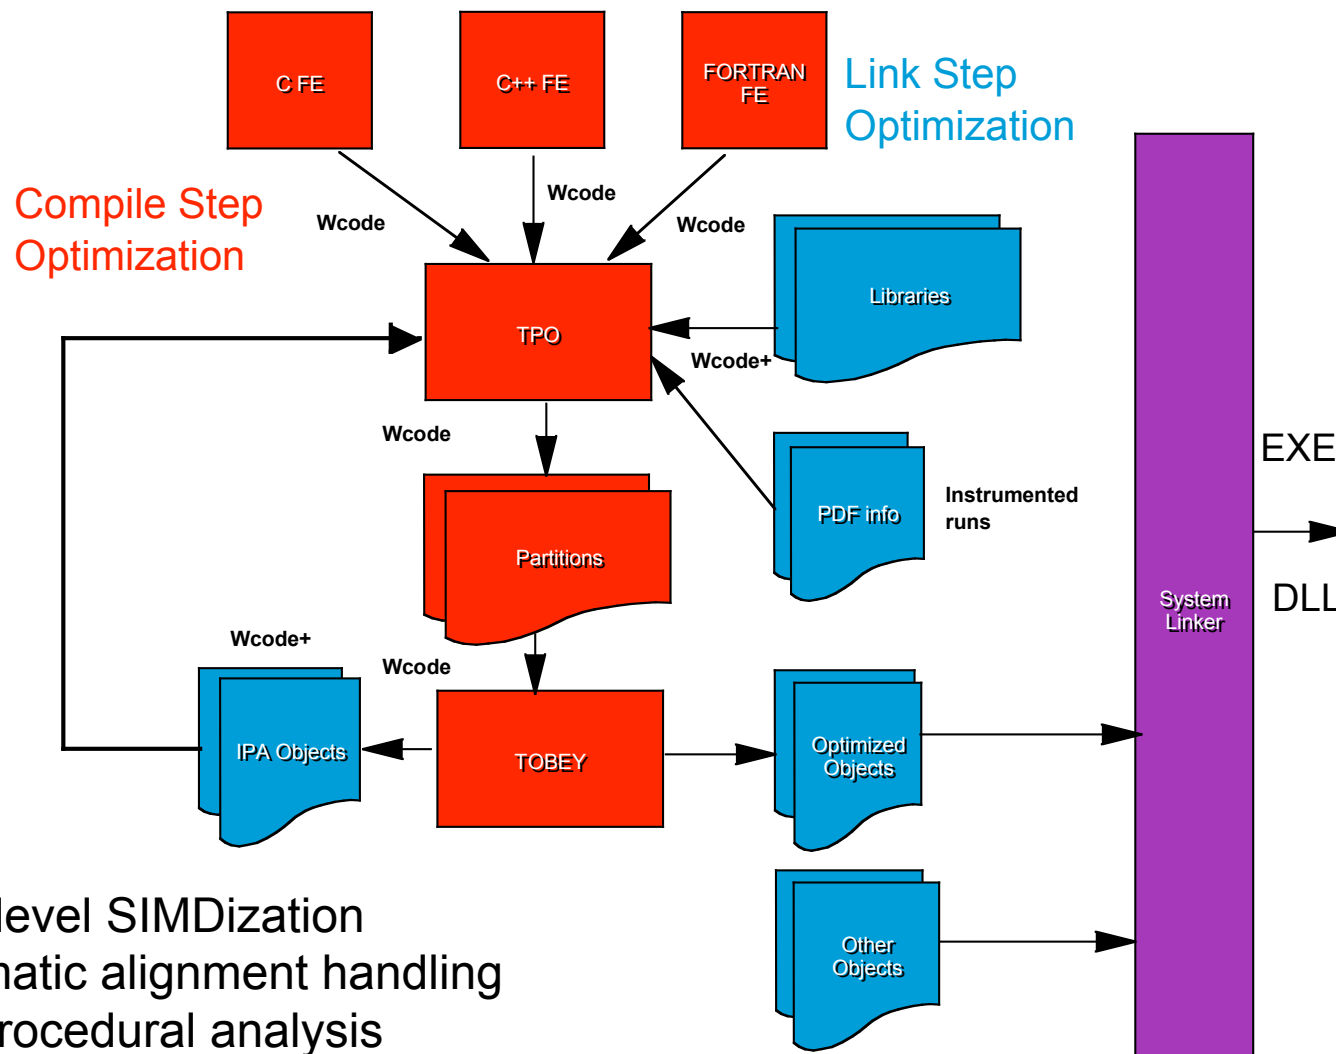 C FE
C++ FE
FORTRAN
FE
Link Step
Optimization
Compile Step
Optimization
Wcode
Wcode
Wcode
Libraries
TPO
Wcode+
Wcode
EXE
PDF info
Instrumented
runs
Partitions
System
Linker
DLL
Wcode+
Wcode
IPA Objects
TOBEY
Optimized
Objects
level SIMDization
matic alignment handling
rocedural analysis
Other
Objects